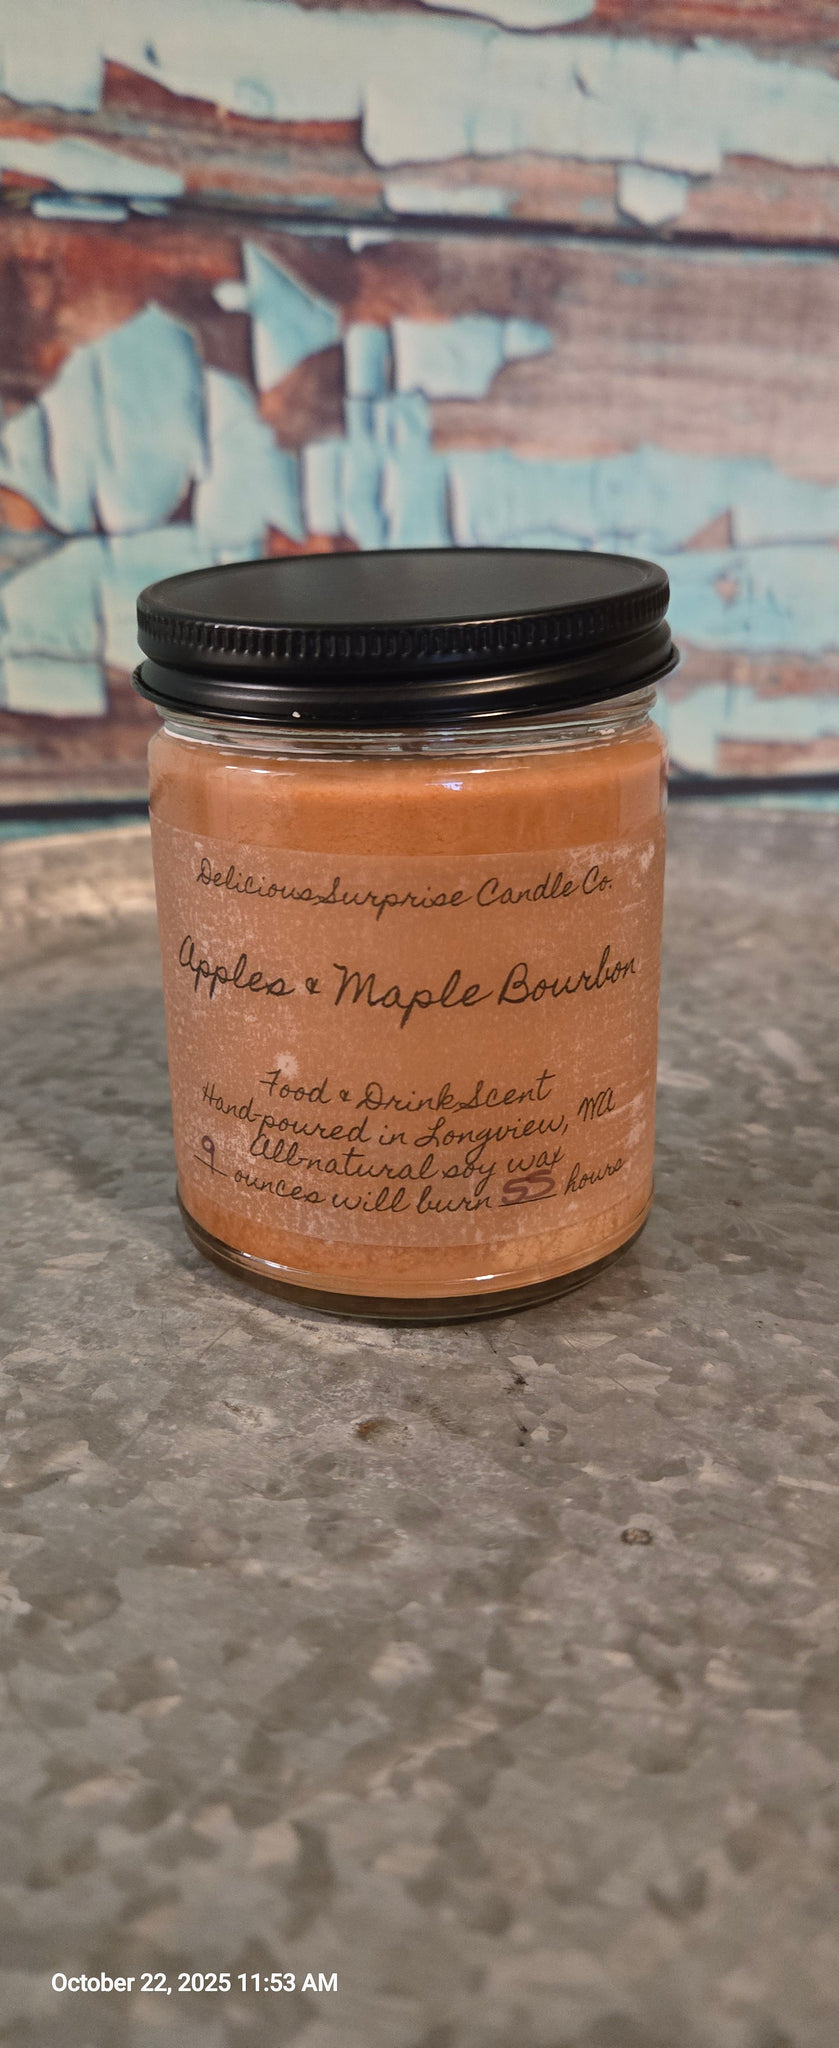 Delicious Surprise Candle Co.
Apples & Maple Bourbon
Food & Drink Scent
Hand-poured in Longview, WA
All-natural soy wax
9 ounces will burn 55 hours
October 22, 2025 11:53 AM